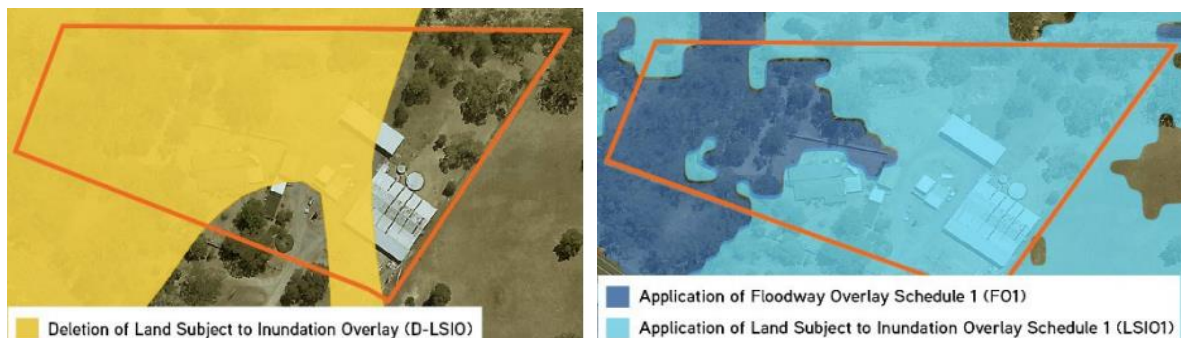 Deletion of Land Subject to Inundation Overlay (D-LSIO)
Application of Floodway Overlay Schedule 1 (FO1)
Application of Land Subject to Inundation Overlay Schedule 1 (LSIO1)